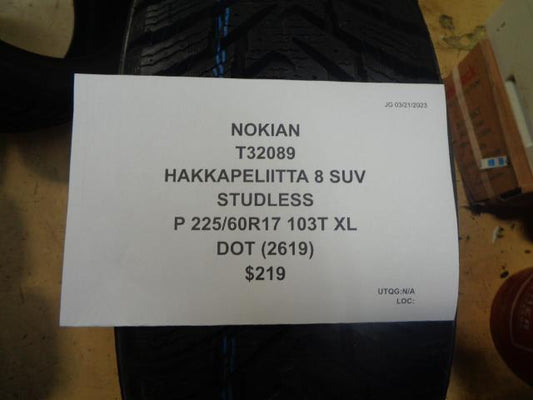 JG 03/21/2023
NOKIAN
T32089
HAKKAPELIITTA 8 SUV
STUDLESS
P 225/60R17 103T XL
DOT (2619)
$219
UTQG:N/A
LOC: